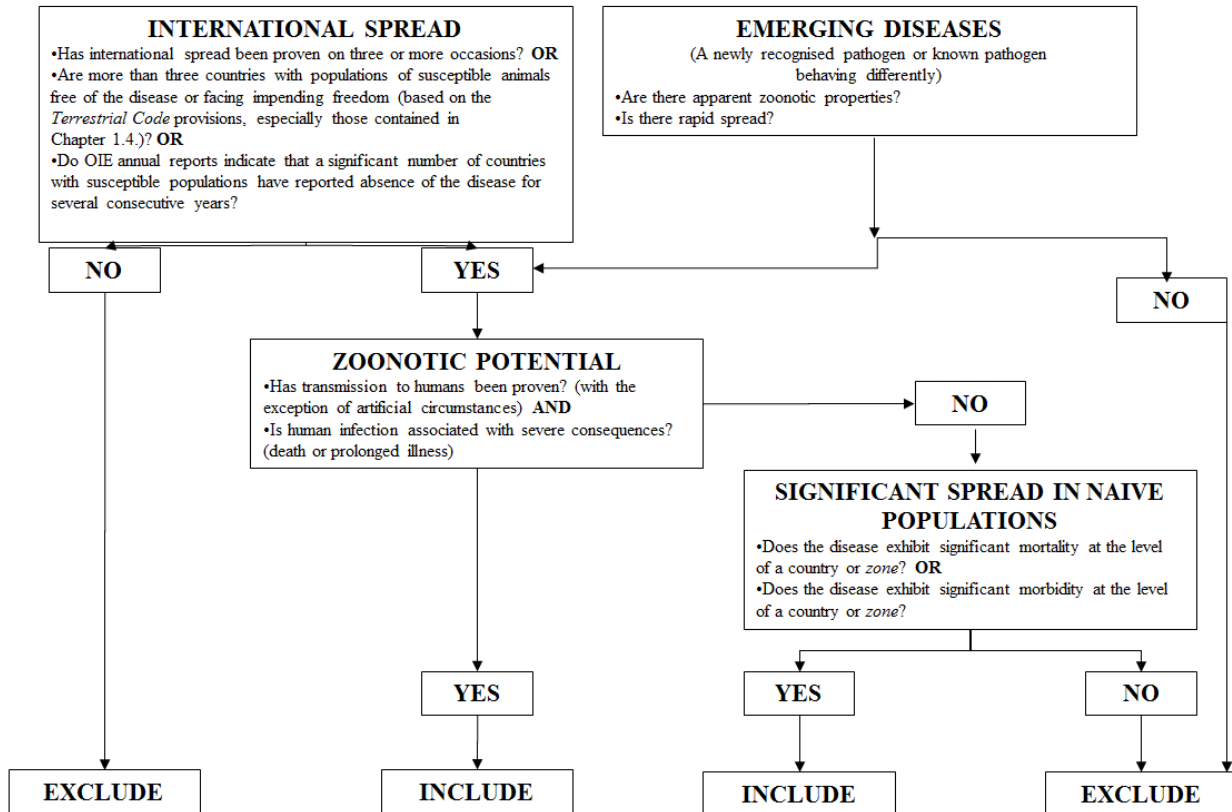 INTERNATIONAL SPREAD
•Has international spread been proven on three or more occasions? OR
•Are more than three countries with populations of susceptible animals
free of the disease or facing impending freedom (based on the
Terrestrial Code provisions, especially those contained in
Chapter 1.4.)? OR
•Do OIE annual reports indicate that a significant number of countries
with susceptible populations have reported absence of the disease for
several consecutive years?
EMERGING DISEASES
(A newly recognised pathogen or known pathogen
behaving differently)
•Are there apparent zoonotic properties?
•Is there rapid spread?
NO
YES
NO
ZOONOTIC POTENTIAL
•Has transmission to humans been proven? (with the
exception of artificial circumstances) AND
•Is human infection associated with severe consequences?
(death or prolonged illness)
NO
SIGNIFICANT SPREAD IN NAIVE
POPULATIONS
•Does the disease exhibit significant mortality at the level
of a country or zone? OR
•Does the disease exhibit significant morbidity at the level
of a country or zone?
YES
YES
NO
EXCLUDE
INCLUDE
INCLUDE
EXCLUDE